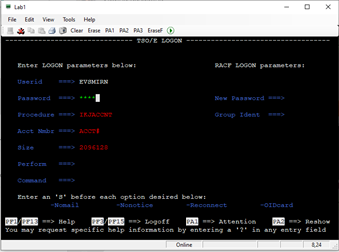 Lab1
File Edit View Tools Help
Clear Erase PA1 PA2 PA3 EraseF
------------------------------- TSO/E LOGON -----------------------------------
Enter LOGON parameters below: RACF LOGON parameters:
Userid ===> EVSMIRN
Password ===> **** New Password ===>
Procedure ===> IKJACCNT Group Ident ===>
Acct Nmbr ===> ACCT#
Size ===> 2096128
Perform ===>
Command ===>
Enter an 'S' before each option desired below:
-Nomail -Nonotice -Reconnect -OIDcard
PF1/PF13 ==> Help PF3/PF15 ==> Logoff PA1 ==> Attention PA2 ==> Reshow
You may request specific help information by entering a '?' in any entry field
Online 8,24